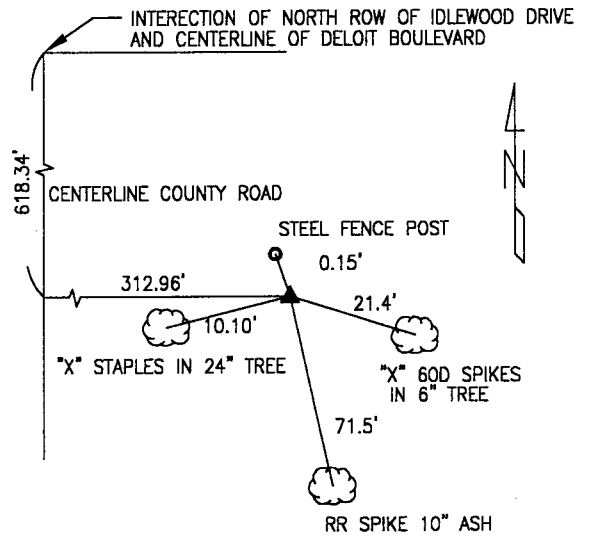 INTERECTION OF NORTH ROW OF IDLEWOOD DRIVE
AND CENTERLINE OF DELOIT BOULEVARD
618.34'
CENTERLINE COUNTY ROAD
N
STEEL FENCE POST
0.15'
312.96'
10.10'
21.4'
"X" STAPLES IN 24" TREE
"X" 60D SPIKES
IN 6" TREE
71.5'
RR SPIKE 10" ASH